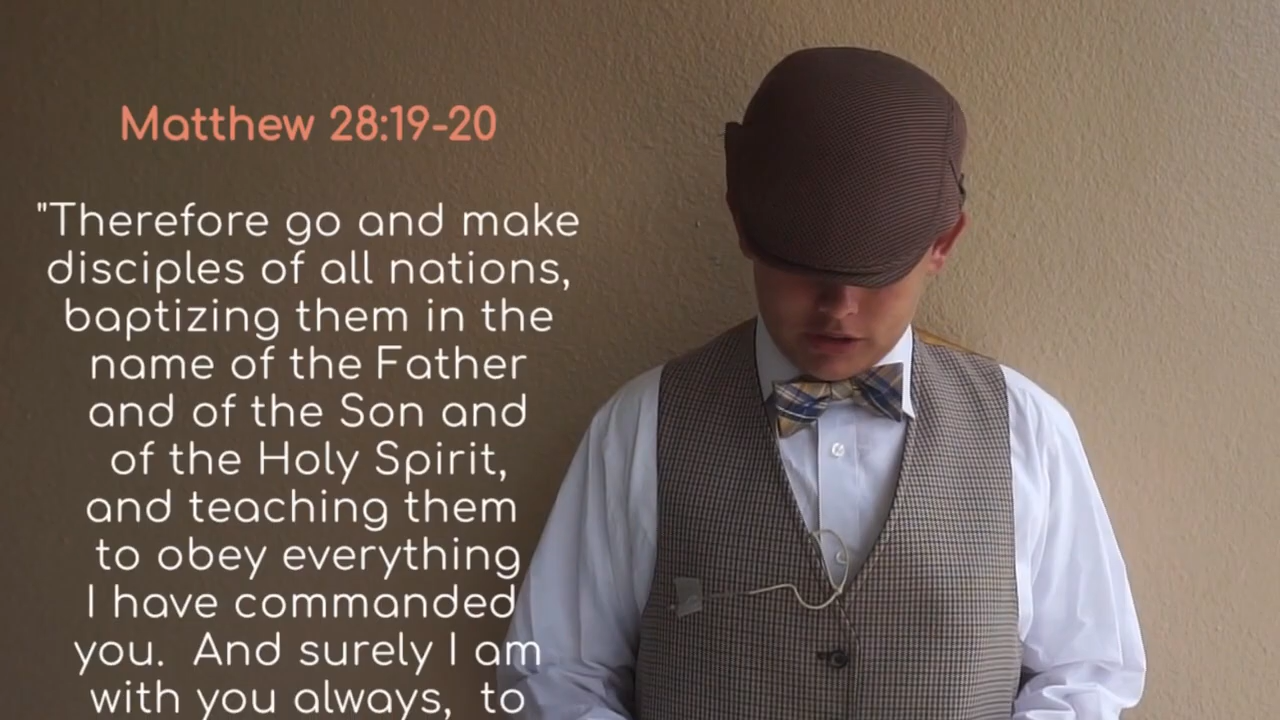 Matthew 28:19-20
"Therefore go and make
disciples of all nations,
baptizing them in the
name of the Father
and of the Son and
of the Holy Spirit,
and teaching them
to obey everything
I have commanded
you.  And surely I am
with you always,  to